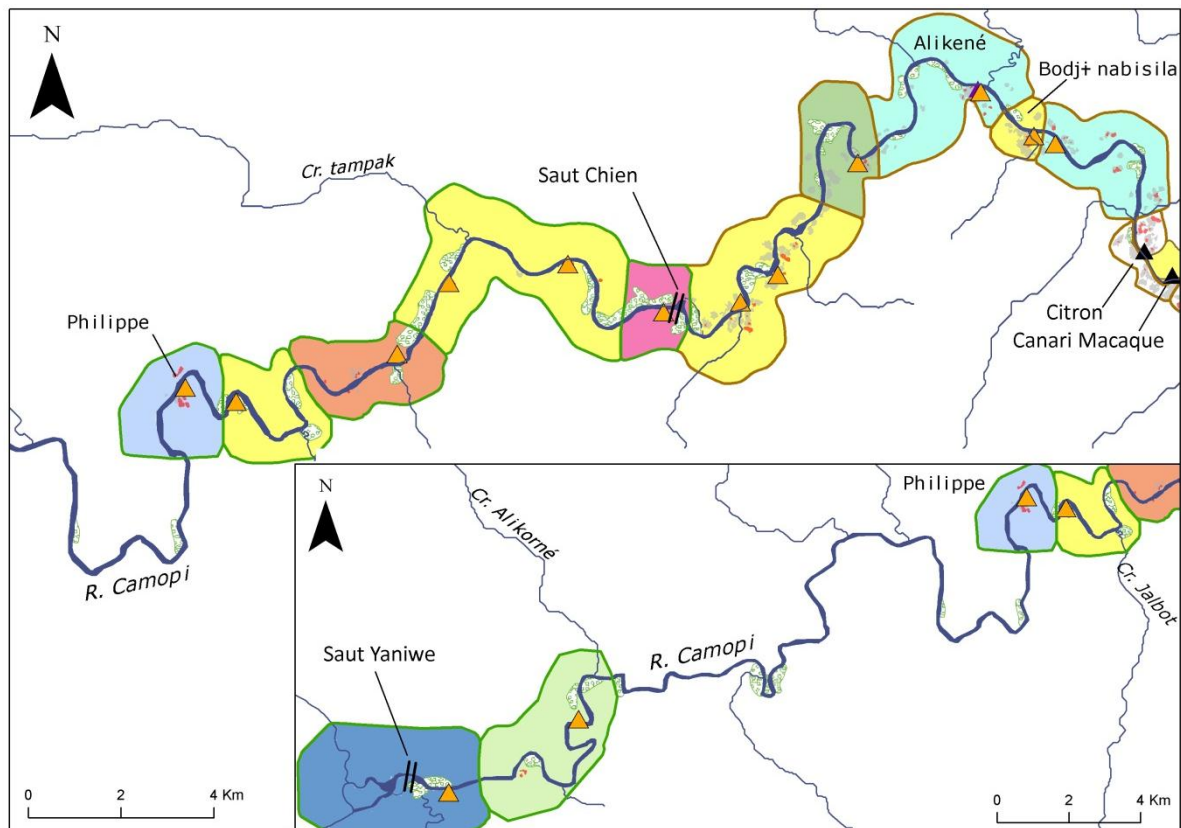 N
Alikené
Bodjɨ nabisila
Cr. tampak
Saut Chien
Philippe
Citron
Canari Macaque
R. Camopi
0 2 4 Km
N
Cr. Alikorné
Philippe
Cr. Jalbot
R. Camopi
Saut Yaniwe
0 2 4 Km